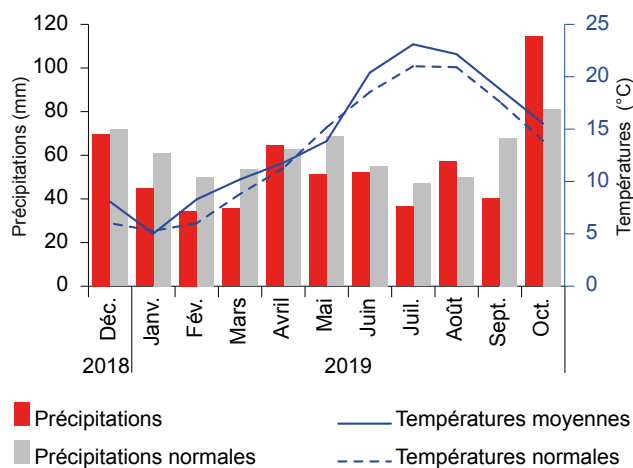 Précipitations (mm)
120
100
80
60
40
20
0
25
20
15
10
5
0
Températures (°C)
Déc.
Janv.
Fév.
Mars
Avril
Mai
Juin
Juil.
Août
Sept.
Oct.
2018
2019
Précipitations
Températures moyennes
Précipitations normales
Températures normales